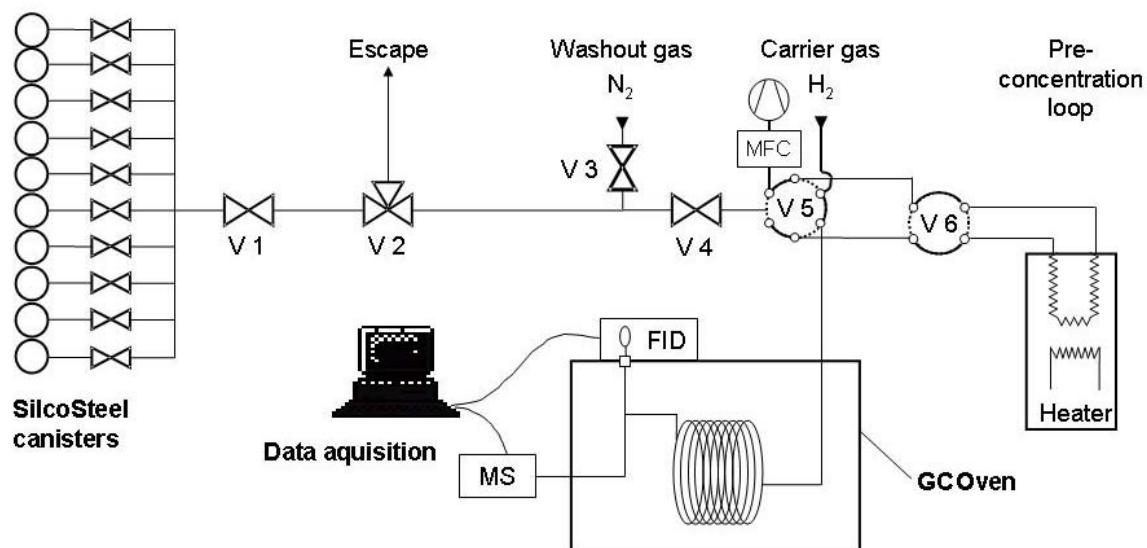 Escape
Washout gas
N₂
Carrier gas
H₂
Pre-
concentration
loop
MFC
V 3
V 5
V 6
V 1
V 2
V 4
FID
SilcoSteel
canisters
Data aquisition
MS
Heater
GCOven